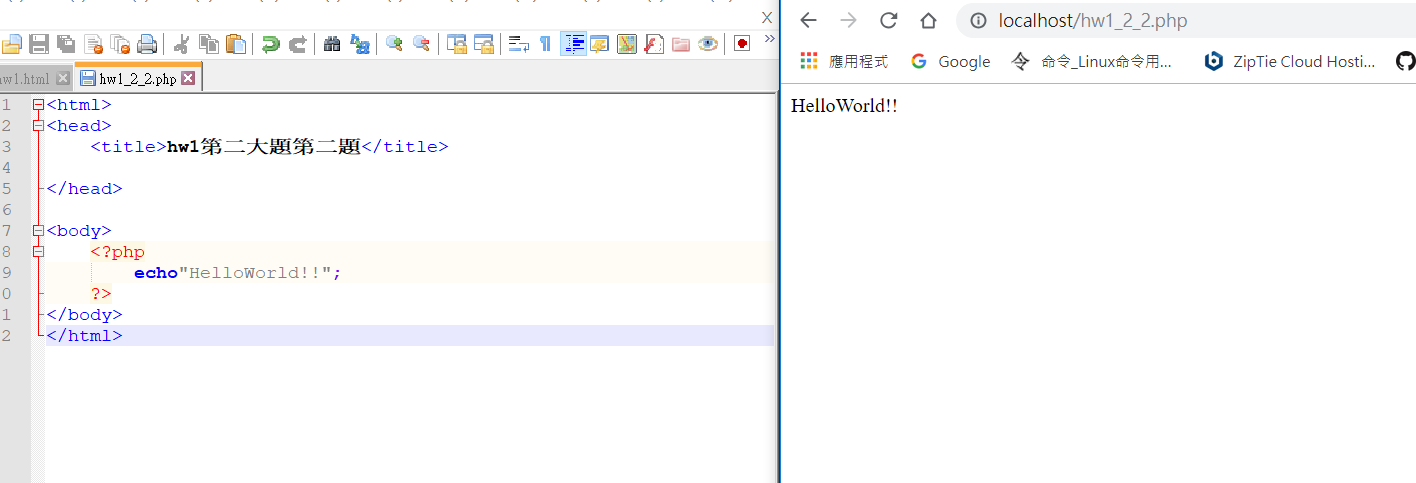 X
»
hw1.html
hw1_2_2.php
1 <html>
2 <head>
3 <title>hw1第二大題第二題</title>
4
5 </head>
6
7 <body>
8 <?php
9 echo"HelloWorld!!";
0 ?>
1 </body>
2 </html>
localhost/hw1_2_2.php
應用程式 Google 命令_Linux命令用... ZipTie Cloud Hosti...
HelloWorld!!